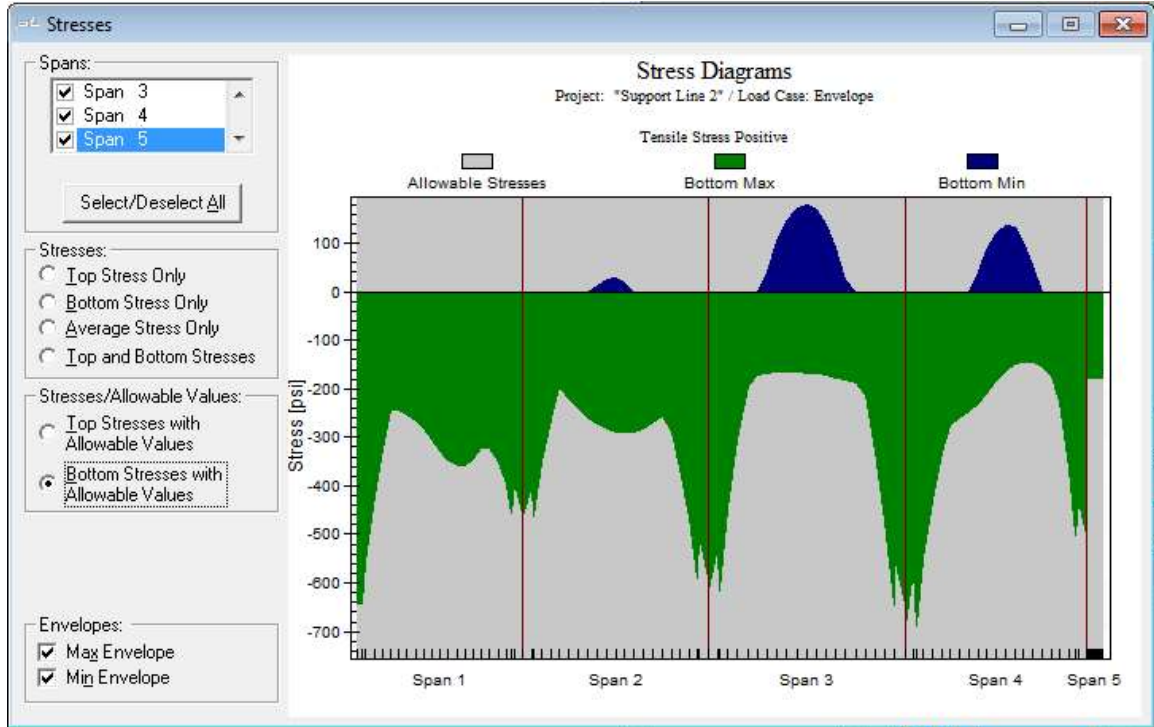 Stresses
Spans:
Span 3
Span 4
Span 5
Select/Deselect All
Stresses:
Top Stress Only
Bottom Stress Only
Average Stress Only
Top and Bottom Stresses
Stresses/Allowable Values:
Top Stresses with
Allowable Values
Bottom Stresses with
Allowable Values
Envelopes:
Max Envelope
Min Envelope
Stress Diagrams
Project: "Support Line 2" / Load Case: Envelope
Tensile Stress Positive
Allowable Stresses
Bottom Max
Bottom Min
Stress [psi]
100
0
-100
-200
-300
-400
-500
-600
-700
Span 1
Span 2
Span 3
Span 4
Span 5